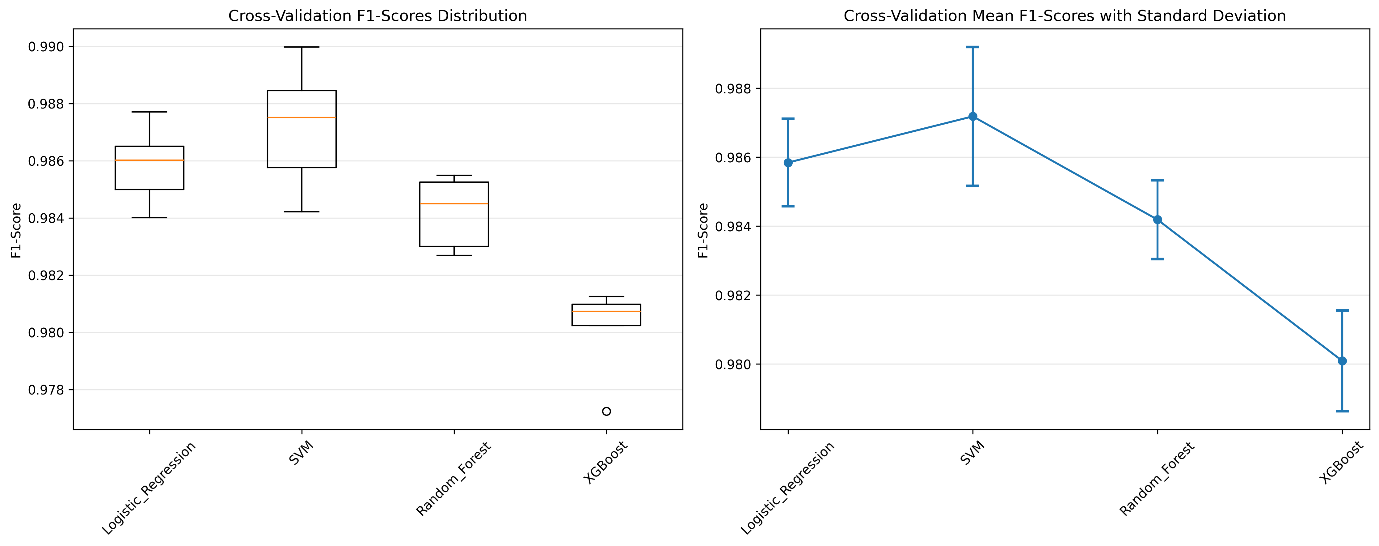 Cross-Validation F1-Scores Distribution
F1-Score
0.990
0.988
0.986
0.984
0.982
0.980
0.978
Logistic_Regression
SVM
Random_Forest
XGBoost
Cross-Validation Mean F1-Scores with Standard Deviation
F1-Score
0.988
0.986
0.984
0.982
0.980
Logistic_Regression
SVM
Random_Forest
XGBoost